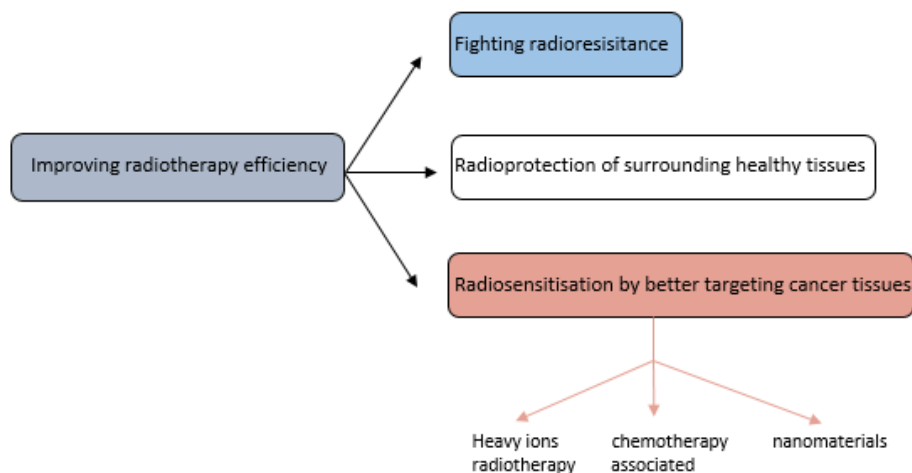 Fighting radioresisitance
Improving radiotherapy efficiency
Radioprotection of surrounding healthy tissues
Radiosensitisation by better targeting cancer tissues
Heavy ions
radiotherapy
chemotherapy
associated
nanomaterials